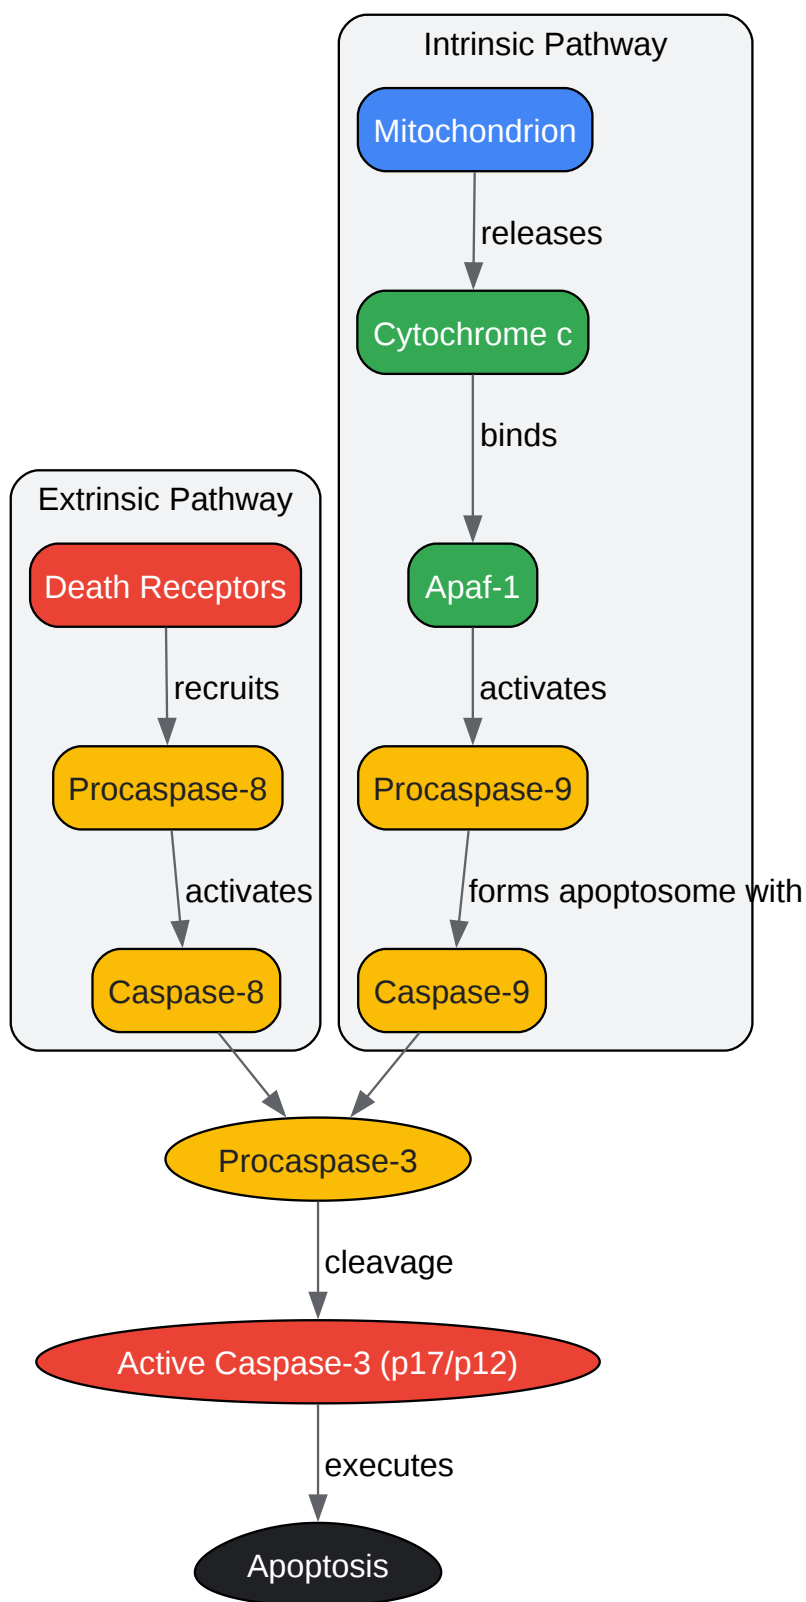 Intrinsic Pathway
Mitochondrion
releases
Cytochrome c
binds
Extrinsic Pathway
Death Receptors
Apaf-1
recruits
activates
Procaspase-8
Procaspase-9
activates
forms apoptosome with
Caspase-8
Caspase-9
Procaspase-3
cleavage
Active Caspase-3 (p17/p12)
executes
Apoptosis